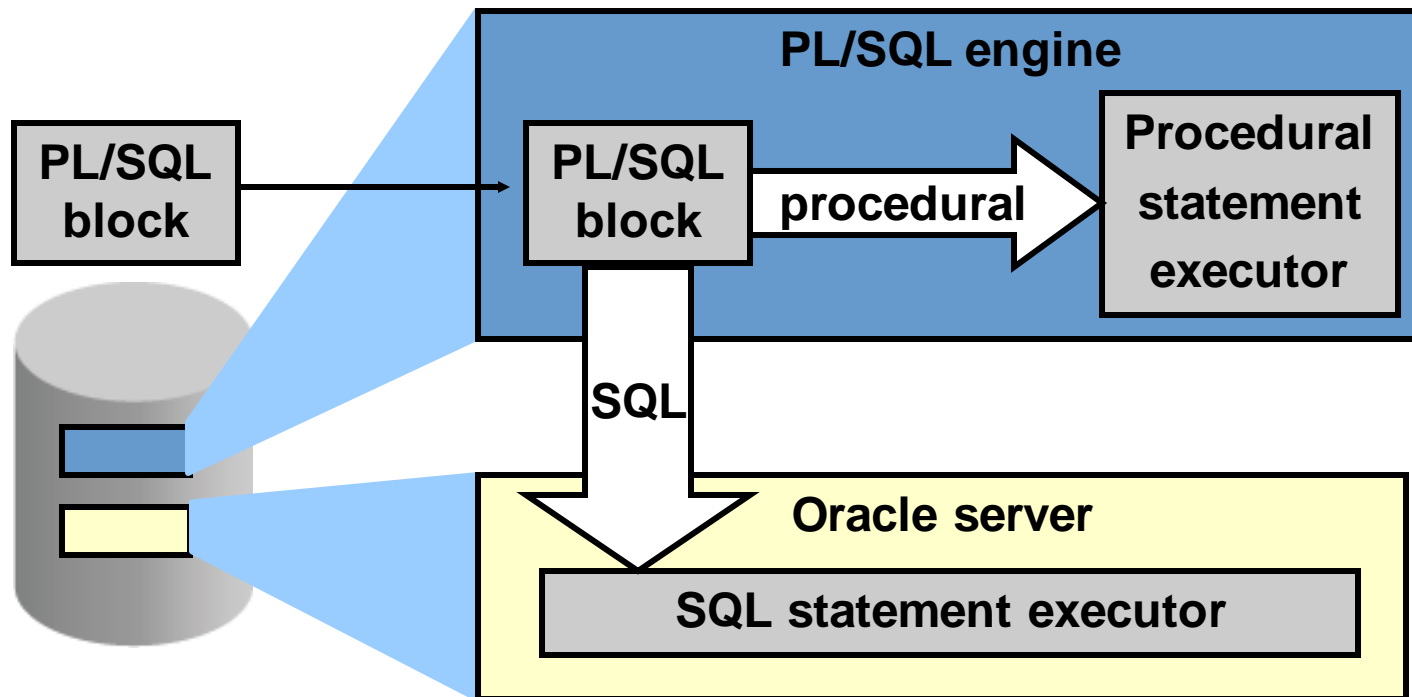 PL/SQL engine
PL/SQL
block
PL/SQL
block
procedural
Procedural
statement
executor
SQL
Oracle server
SQL statement executor